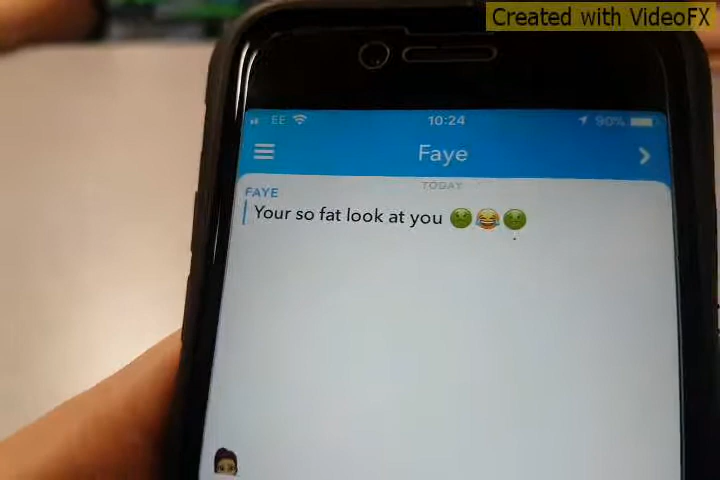 Created with VideoFX
EE 10:24 90%
Faye
TODAY
FAYE
Your so fat look at you 🤢😂🤢